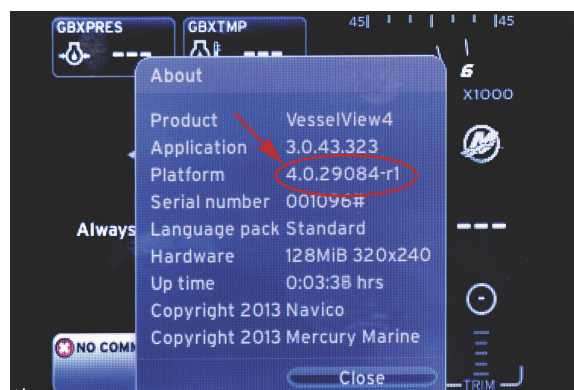 GBXPRES GBXTMP 45 45
--- ---
6
X1000
About
Product VesselView4
Application 3.0.43.323
Platform 4.0.29084-r1
Serial number 001096#
Always Language pack Standard ---
Hardware 128MiB 320x240
Up time 0:03:38 hrs
Copyright 2013 Navico
Copyright 2013 Mercury Marine
NO COMM
Close
TRIM